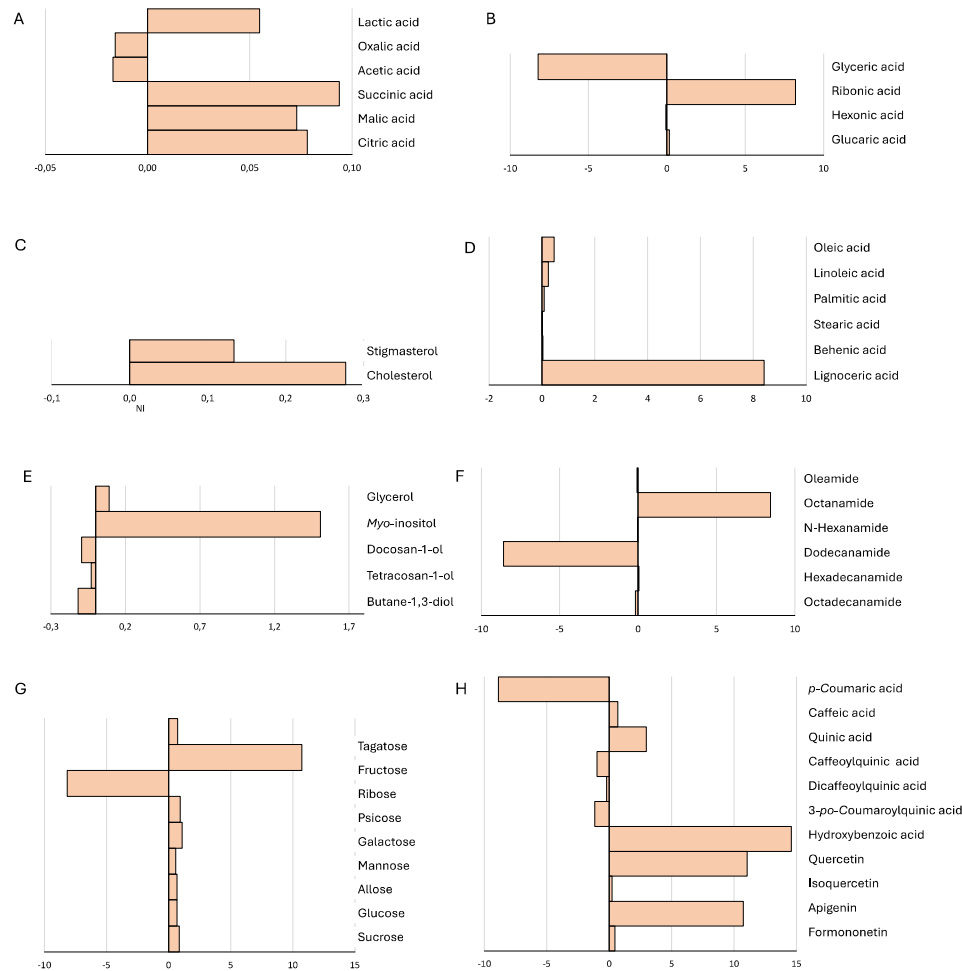 A
Lactic acid
Oxalic acid
Acetic acid
Succinic acid
Malic acid
Citric acid
-0,05 0,00 0,05 0,10
B
Glyceric acid
Ribonic acid
Hexonic acid
Glucaric acid
-10 -5 0 5 10
C
Stigmasterol
Cholesterol
-0,1 0,0 0,1 0,2 0,3
NI
D
Oleic acid
Linoleic acid
Palmitic acid
Stearic acid
Behenic acid
Lignoceric acid
-2 0 2 4 6 8 10
E
Glycerol
Myo-inositol
Docosan-1-ol
Tetracosan-1-ol
Butane-1,3-diol
-0,3 0,2 0,7 1,2 1,7
F
Oleamide
Octanamide
N-Hexanamide
Dodecanamide
Hexadecanamide
Octadecanamide
-10 -5 0 5 10
G
Tagatose
Fructose
Ribose
Psicose
Galactose
Mannose
Allose
Glucose
Sucrose
-10 -5 0 5 10 15
H
p-Coumaric acid
Caffeic acid
Quinic acid
Caffeoylquinic acid
Dicaffeoylquinic acid
3-po-Coumaroylquinic acid
Hydroxybenzoic acid
Quercetin
Isoquercetin
Apigenin
Formononetin
-10 -5 0 5 10 15